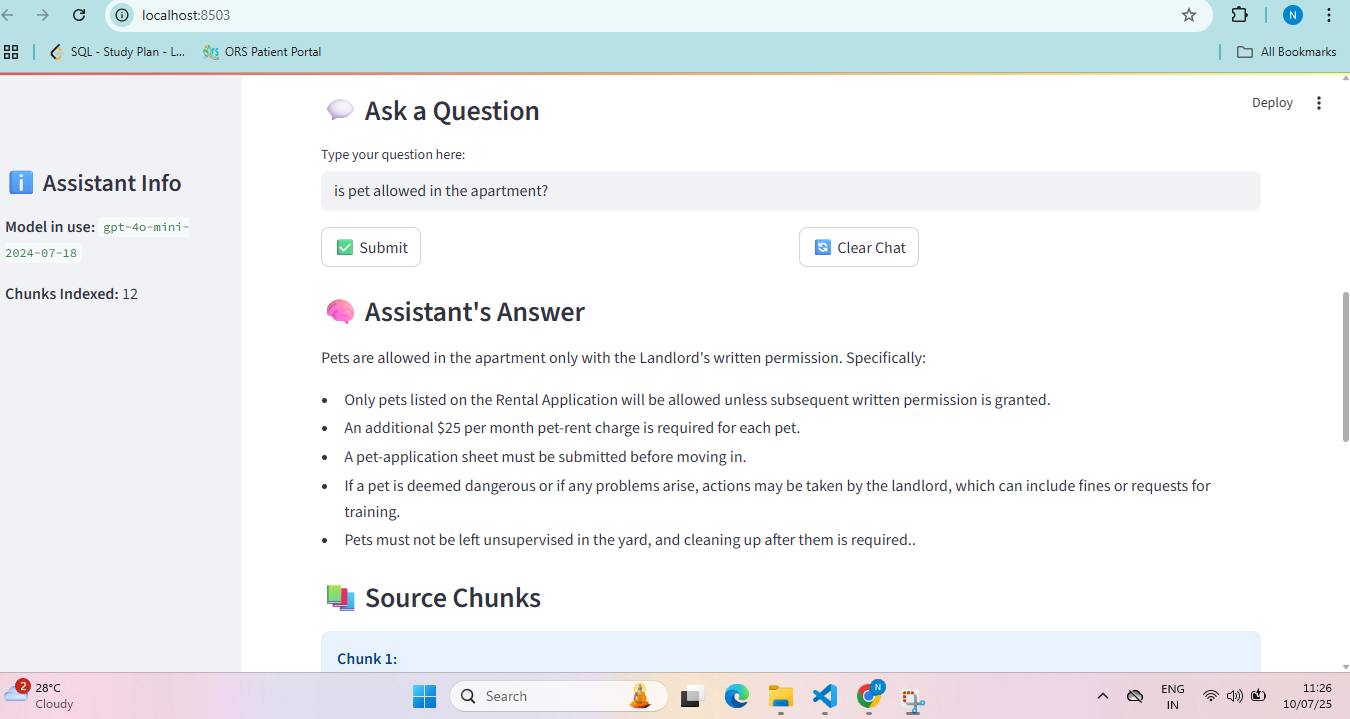 localhost:8503
N
SQL - Study Plan - L...
ORS Patient Portal
All Bookmarks
Deploy
Ask a Question
Type your question here:
is pet allowed in the apartment?
Submit
Clear Chat
Assistant Info
Model in use: gpt-4o-mini-
2024-07-18
Chunks Indexed: 12
Assistant's Answer
Pets are allowed in the apartment only with the Landlord's written permission. Specifically:
• Only pets listed on the Rental Application will be allowed unless subsequent written permission is granted.
• An additional $25 per month pet-rent charge is required for each pet.
• A pet-application sheet must be submitted before moving in.
• If a pet is deemed dangerous or if any problems arise, actions may be taken by the landlord, which can include fines or requests for
training.
• Pets must not be left unsupervised in the yard, and cleaning up after them is required..
Source Chunks
Chunk 1:
2
28°C
Cloudy
Search
N
ENG
IN
11:26
10/07/25